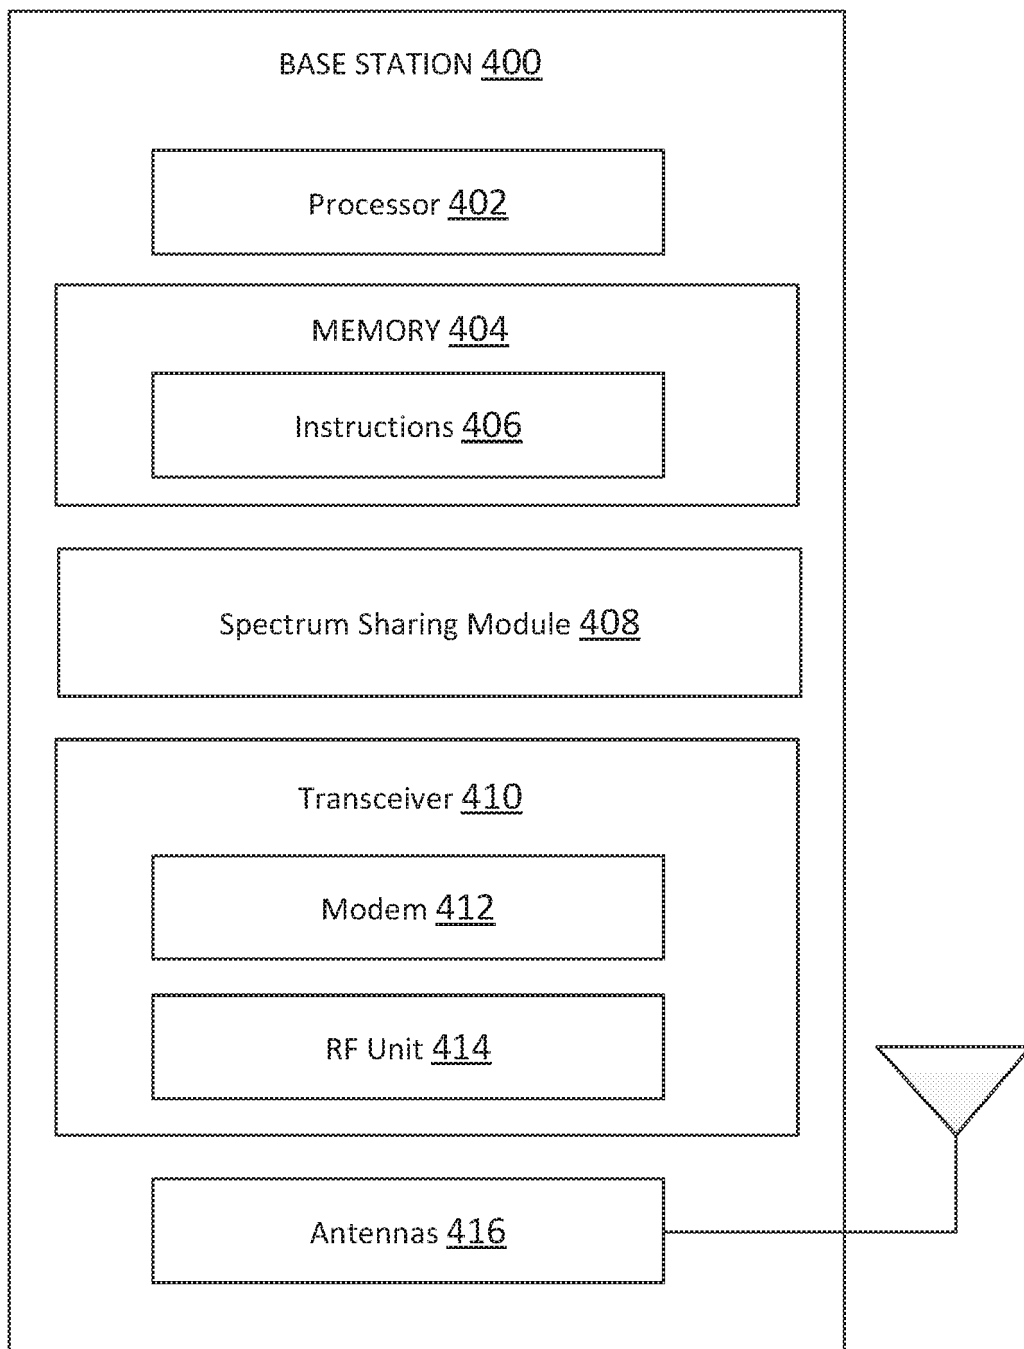 BASE STATION 400
Processor 402
MEMORY 404
Instructions 406
Spectrum Sharing Module 408
Transceiver 410
Modem 412
RF Unit 414
Antennas 416